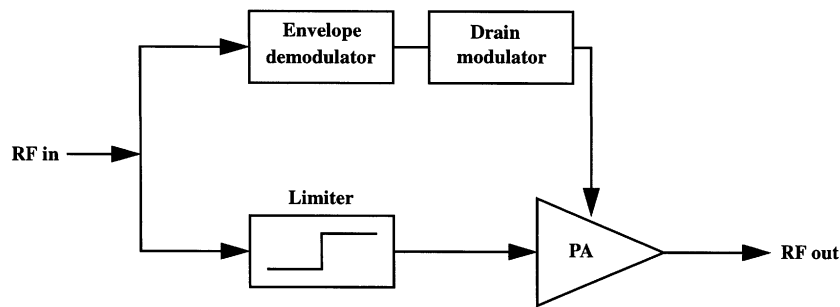 Envelope
demodulator
Drain
modulator
RF in
Limiter
PA
RF out